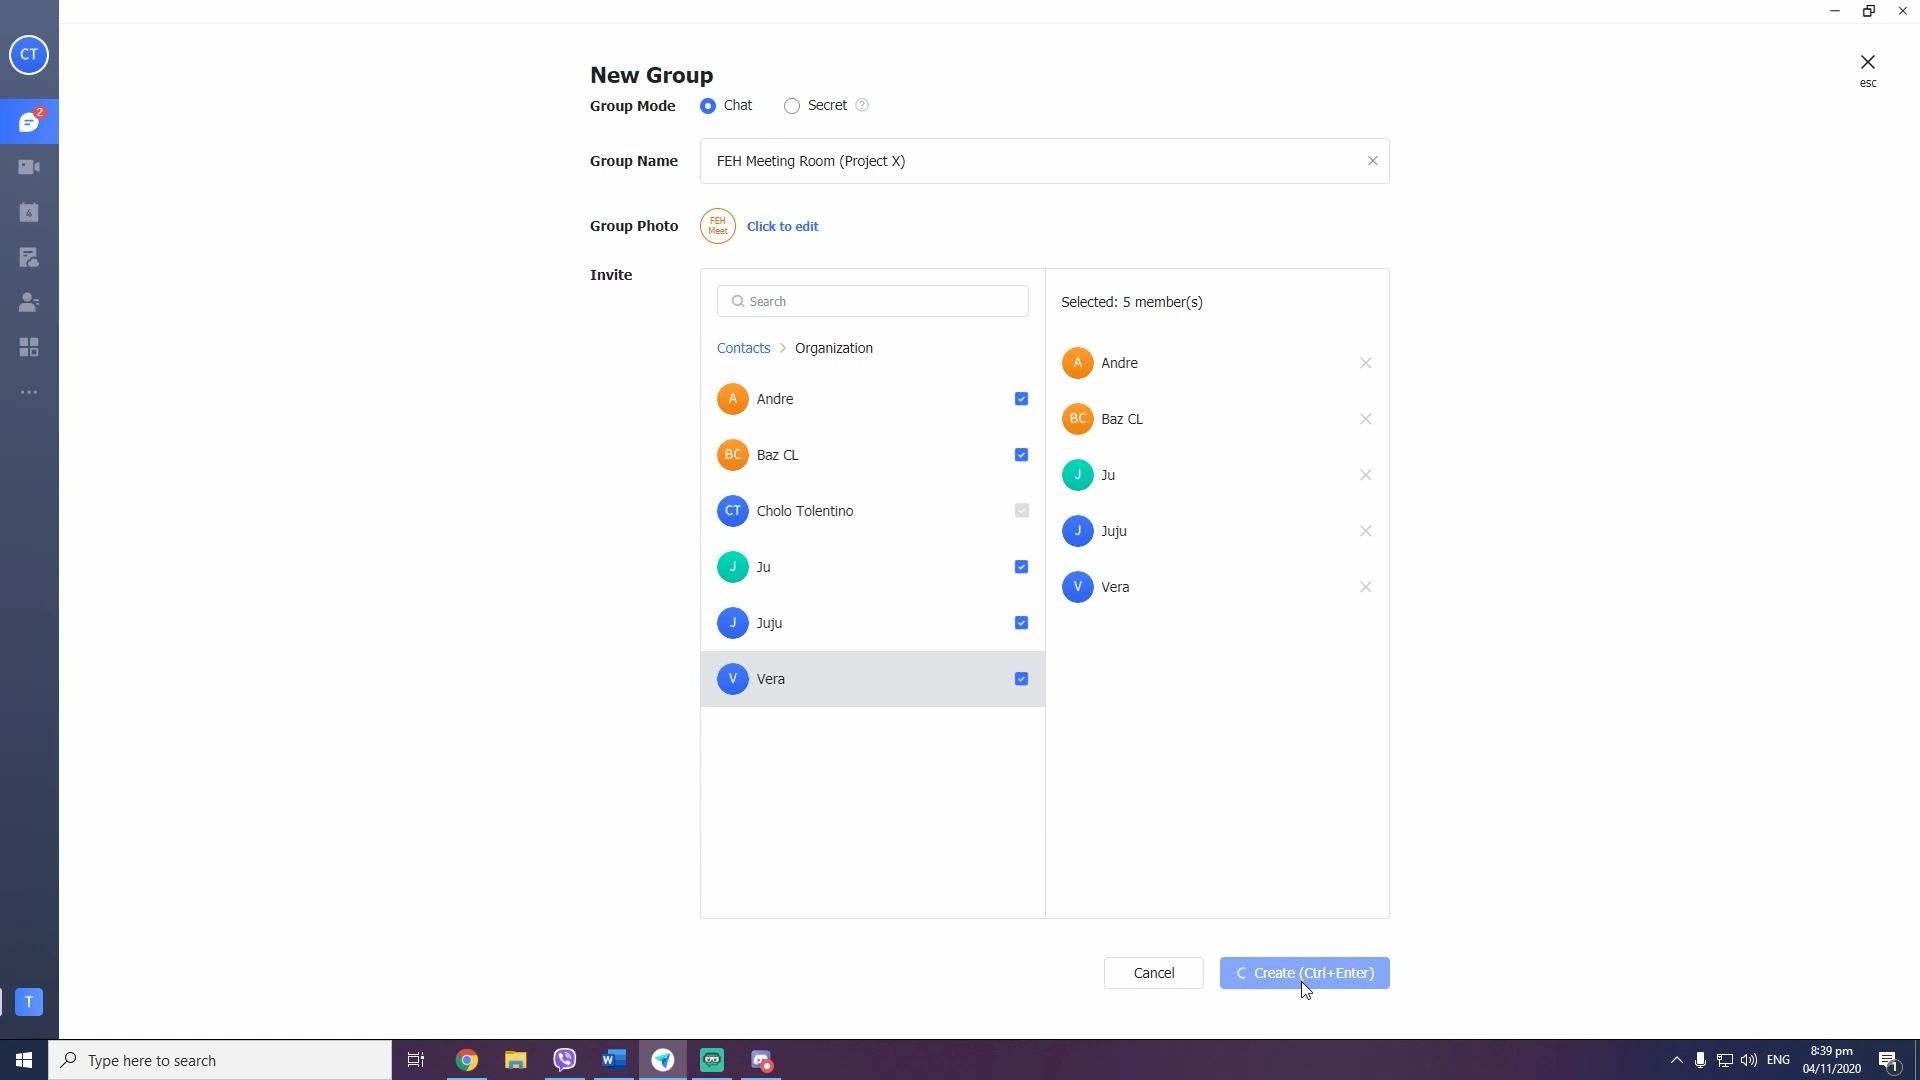 CT
2
4
T
New Group
esc
Group Mode Chat Secret ?
Group Name FEH Meeting Room (Project X)
Group Photo FEH Meet Click to edit
Invite
Search
Contacts > Organization
A Andre
BC Baz CL
CT Cholo Tolentino
J Ju
J Juju
V Vera
Selected: 5 member(s)
A Andre
BC Baz CL
J Ju
J Juju
V Vera
Cancel
Create (Ctrl+Enter)
Type here to search
W
ENG
8:39 pm
04/11/2020
1